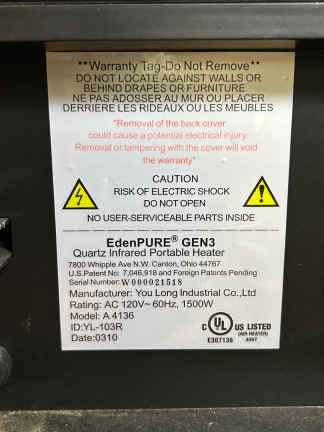 **Warranty Tag-Do Not Remove**
DO NOT LOCATE AGAINST WALLS OR
BEHIND DRAPES OR FURNITURE
NE PAS ADOSSER AU MUR OU PLACER
DERRIERE LES RIDEAUX OU LES MEUBLES
"Removal of the back cover
could cause a potential electrical injury.
Removal or tampering with the cover will void
the warranty"
CAUTION
RISK OF ELECTRIC SHOCK
DO NOT OPEN
NO USER-SERVICEABLE PARTS INSIDE
EdenPURE® GEN3
Quartz Infrared Portable Heater
7800 Whipple Ave N.W. Canton, Ohio 44767
U.S.Patent No: 7,046,918 and Foreign Patents Pending
Serial Number: W000021518
Manufacturer: You Long Industrial Co.,Ltd
Rating: AC 120V~60Hz, 1500W
Model: A4136
ID:YL-103R
Date:0310
C UL US LISTED
(AIR HEATER)
E307136 4667